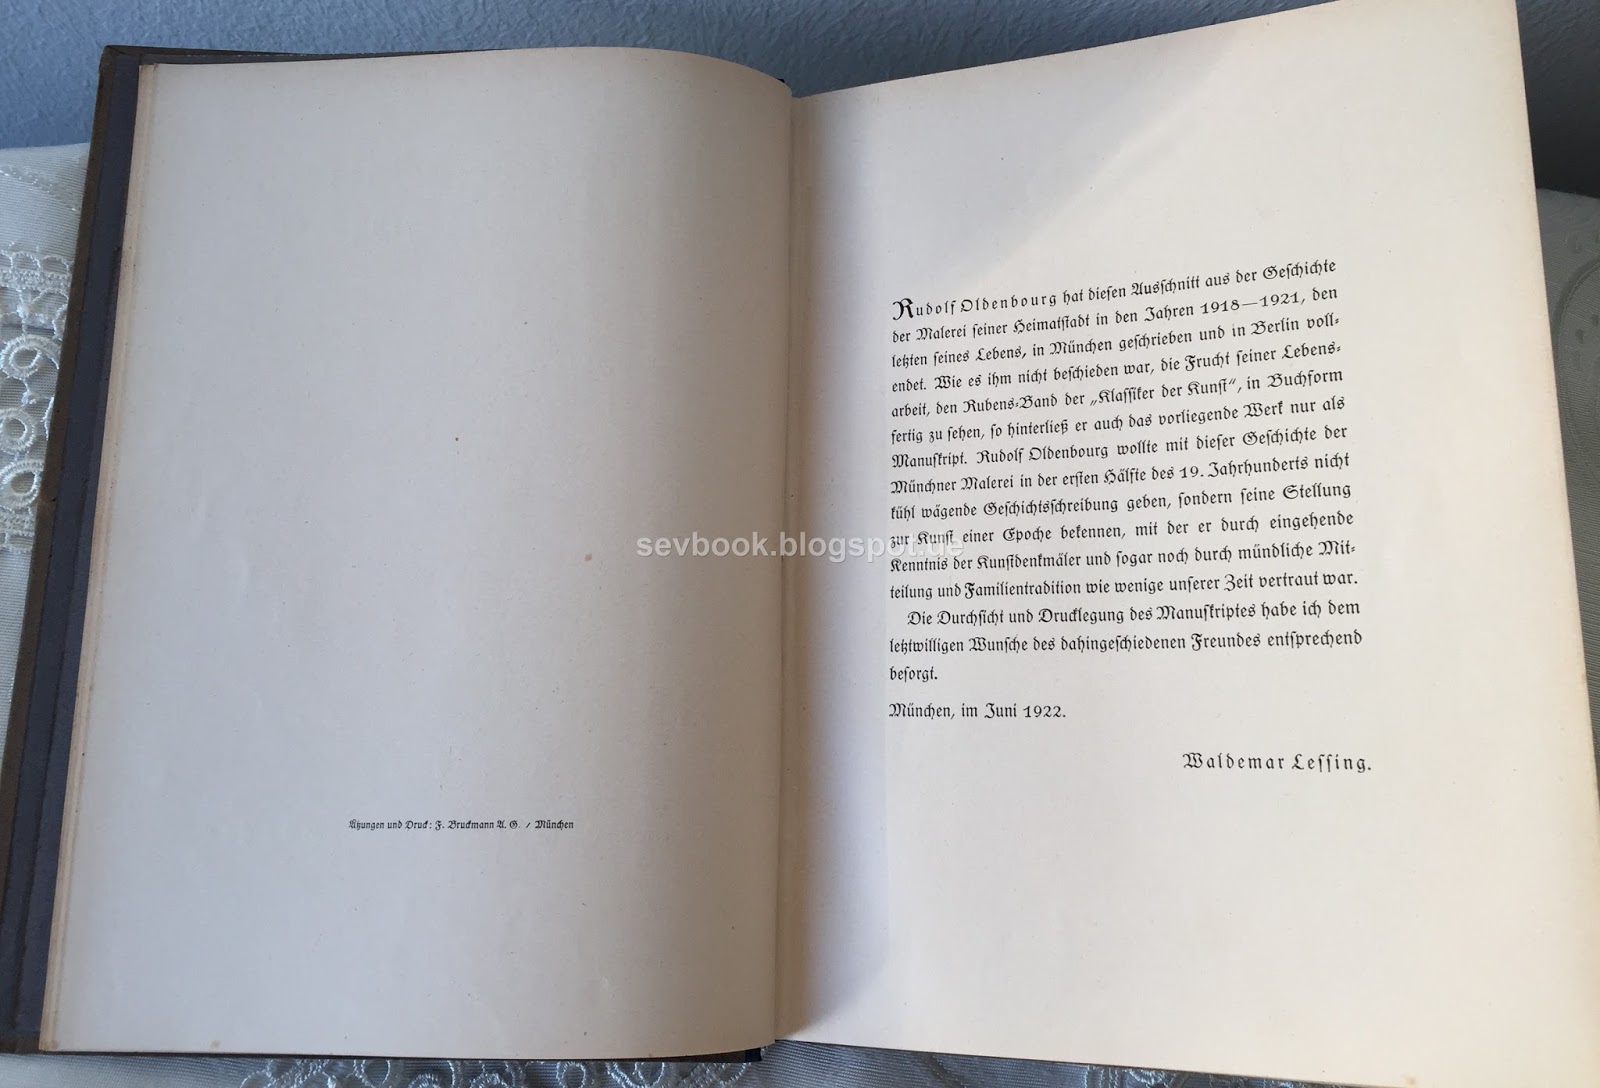 Ätzungen und Druck: F. Bruckmann A. G. / München
Rudolf Oldenbourg hat diesen Ausschnitt aus der Geschichte
der Malerei seiner Heimatstadt in den Jahren 1918—1921, den
letzten seines Lebens, in München geschrieben und in Berlin voll-
endet. Wie es ihm nicht beschieden war, die Frucht seiner Lebens-
arbeit, den Rubens-Band der „Klassiker der Kunst“, in Buchform
fertig zu sehen, so hinterließ er auch das vorliegende Werk nur als
Manuskript. Rudolf Oldenbourg wollte mit dieser Geschichte der
Münchner Malerei in der ersten Hälfte des 19. Jahrhunderts nicht
kühl wägende Geschichtsschreibung geben, sondern seine Stellung
zur Kunst einer Epoche bekennen, mit der er durch eingehende
Kenntnis der Kunstdenkmäler und sogar noch durch mündliche Mit-
teilung und Familientradition wie wenige unserer Zeit vertraut war.
Die Durchsicht und Drucklegung des Manuskriptes habe ich dem
letztwilligen Wunsche des dahingeschiedenen Freundes entsprechend
besorgt.
München, im Juni 1922.
Waldemar Lessing.
sevbook.blogspot.de